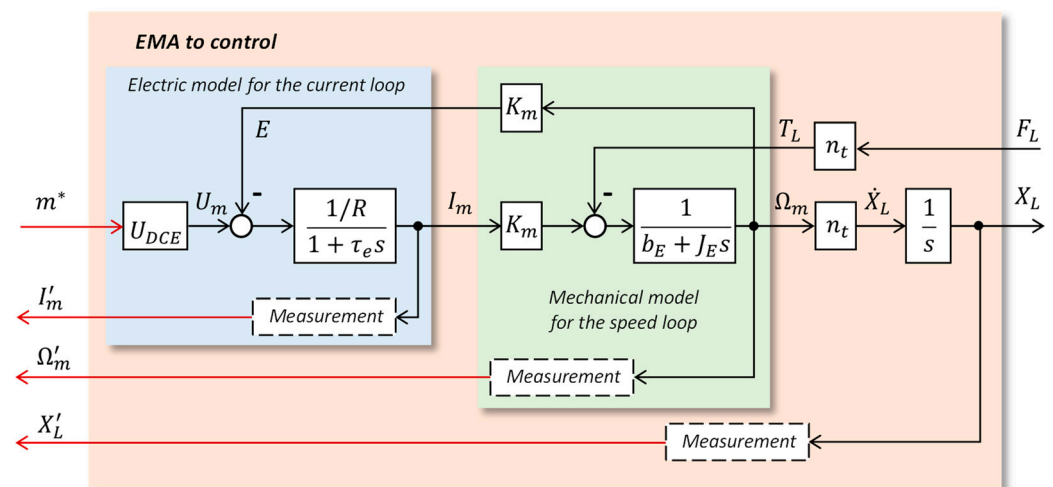 EMA to control
Electric model for the current loop
K_m
E
T_L
n_t
F_L
m*
U_DCE
U_m
-
1/R
1 + τ_e s
I_m
K_m
-
1
b_E + J_E s
Ω_m
n_t
Ẋ_L
1
s
X_L
I′_m
Measurement
Mechanical model
for the speed loop
Ω′_m
Measurement
X′_L
Measurement